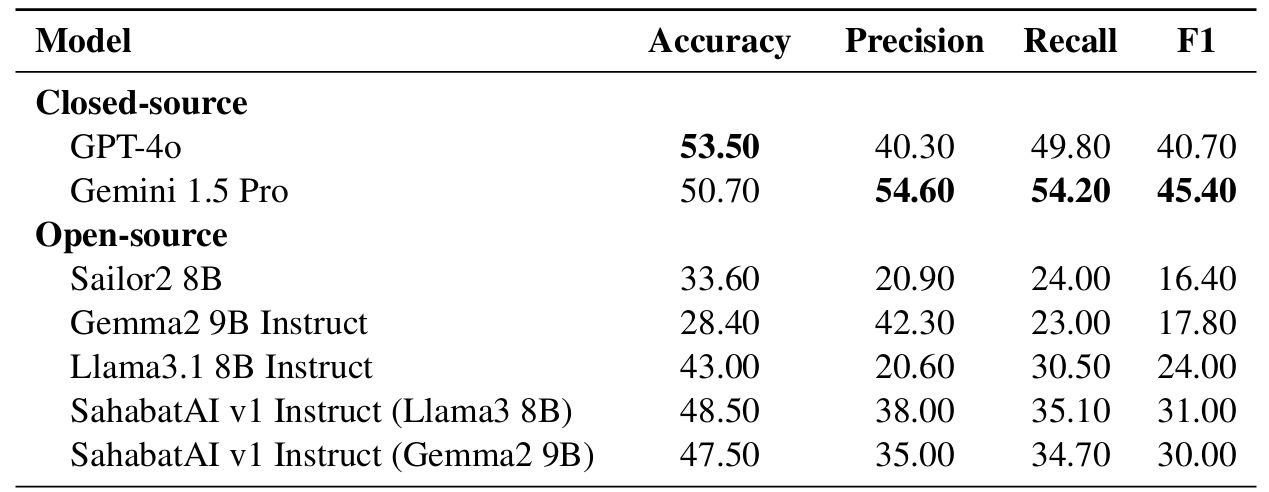 Model Accuracy Precision Recall F1
Closed-source
GPT-4o 53.50 40.30 49.80 40.70
Gemini 1.5 Pro 50.70 54.60 54.20 45.40
Open-source
Sailor2 8B 33.60 20.90 24.00 16.40
Gemma2 9B Instruct 28.40 42.30 23.00 17.80
Llama3.1 8B Instruct 43.00 20.60 30.50 24.00
SahabatAI v1 Instruct (Llama3 8B) 48.50 38.00 35.10 31.00
SahabatAI v1 Instruct (Gemma2 9B) 47.50 35.00 34.70 30.00